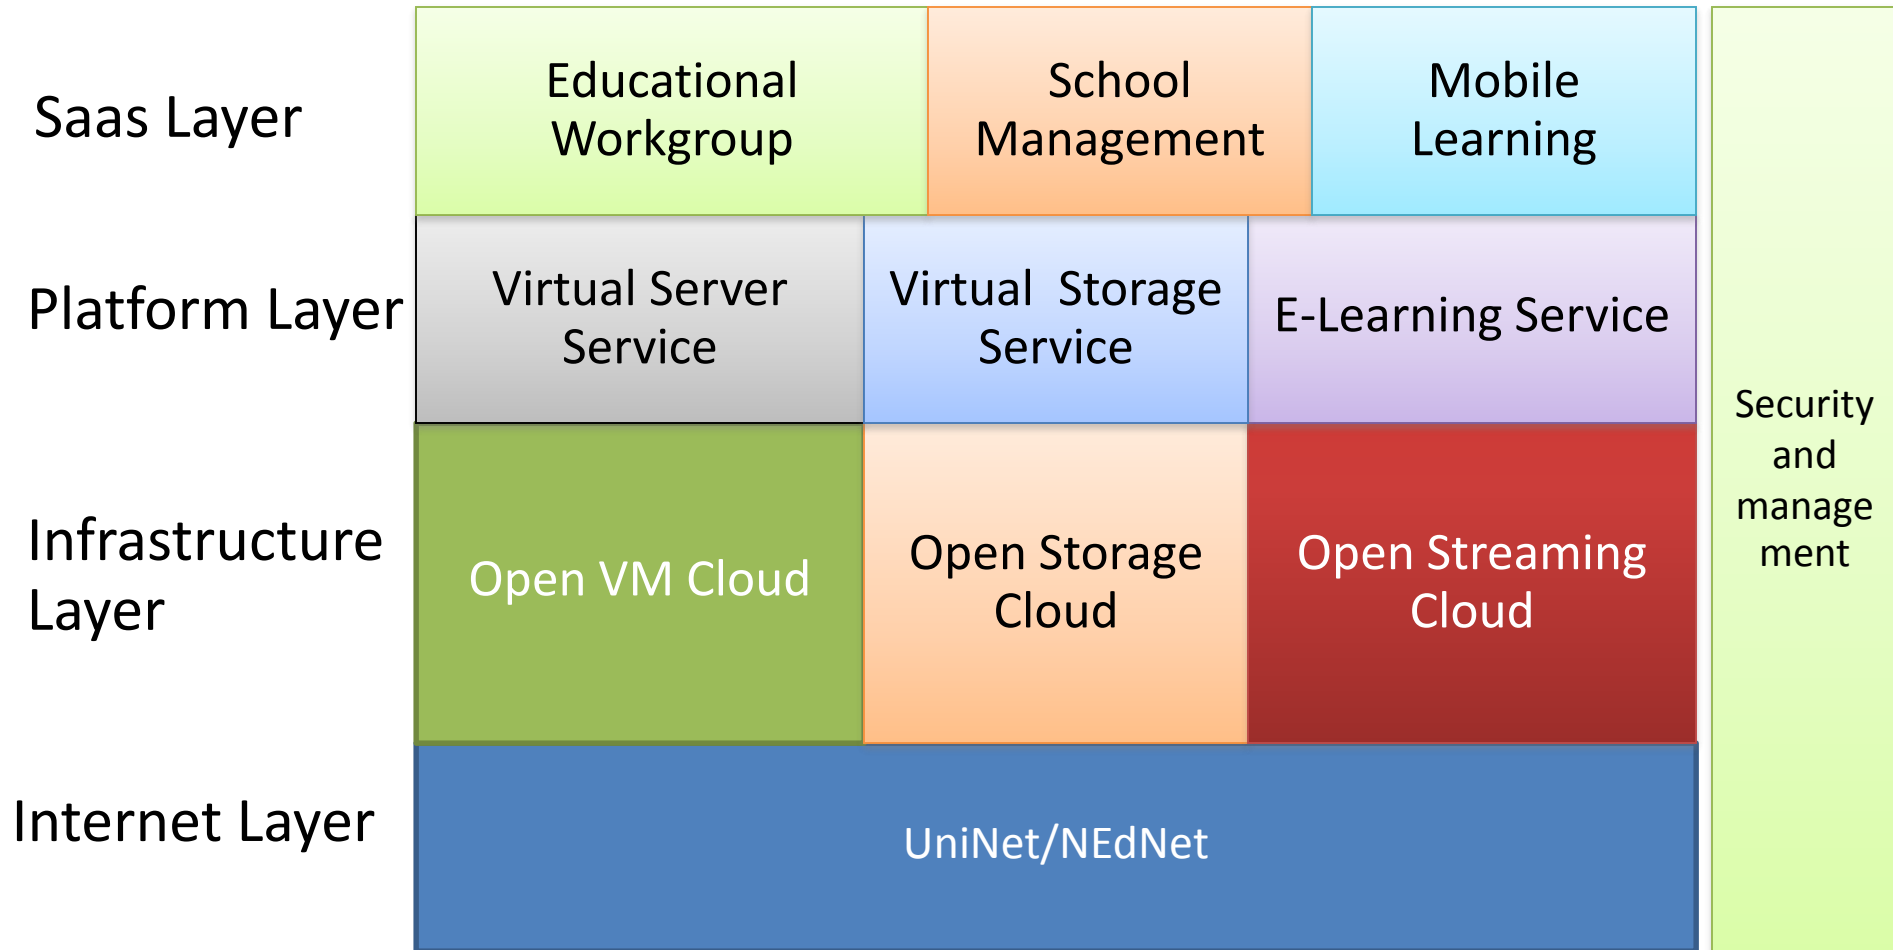 Saas Layer
Educational
Workgroup
School
Management
Mobile
Learning
Platform Layer
Virtual Server
Service
Virtual  Storage
Service
E-Learning Service
Infrastructure
Layer
Open VM Cloud
Open Storage
Cloud
Open Streaming
Cloud
Internet Layer
UniNet/NEdNet
Security
and
manage
ment